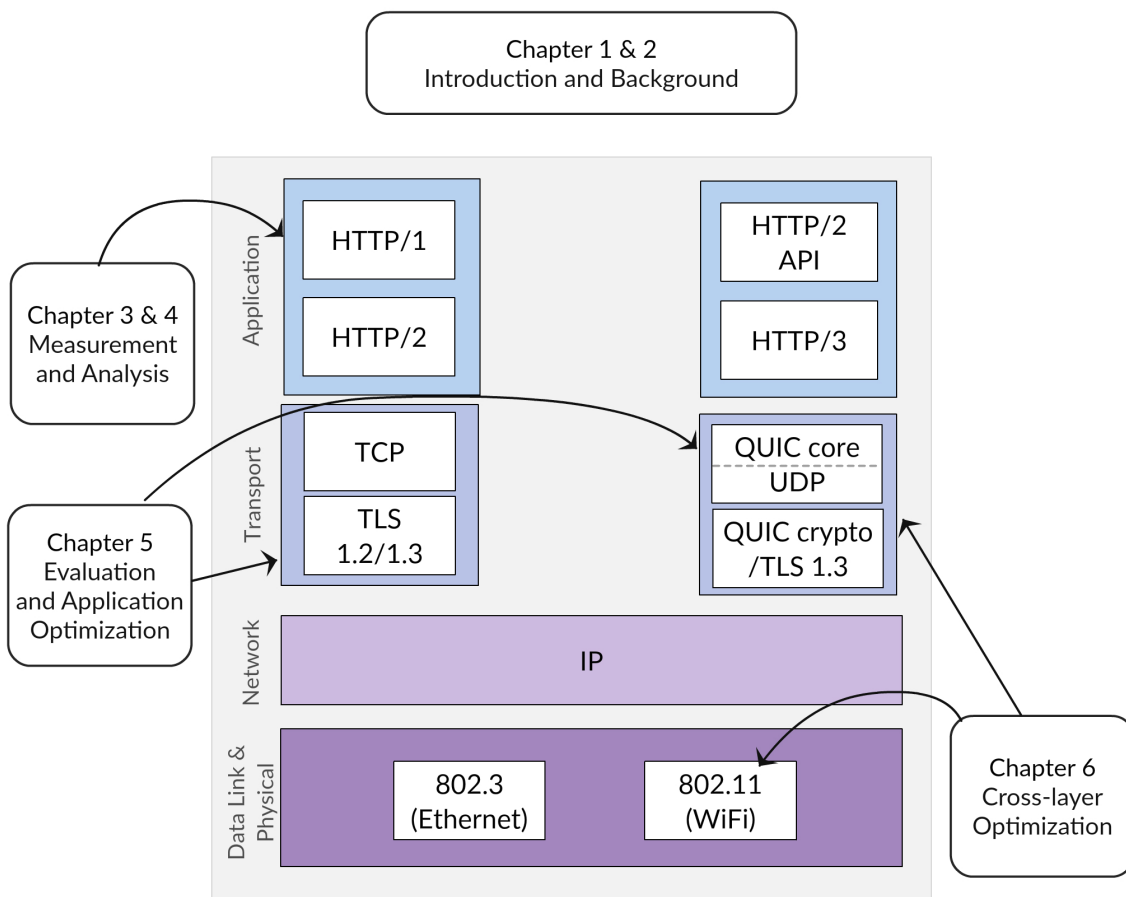 Chapter 1 & 2
Introduction and Background
Application
HTTP/1
HTTP/2
HTTP/2
API
HTTP/3
Chapter 3 & 4
Measurement
and Analysis
Transport
TCP
TLS
1.2/1.3
QUIC core
UDP
QUIC crypto
/TLS 1.3
Chapter 5
Evaluation
and Application
Optimization
Network
IP
Data Link &
Physical
802.3
(Ethernet)
802.11
(WiFi)
Chapter 6
Cross-layer
Optimization